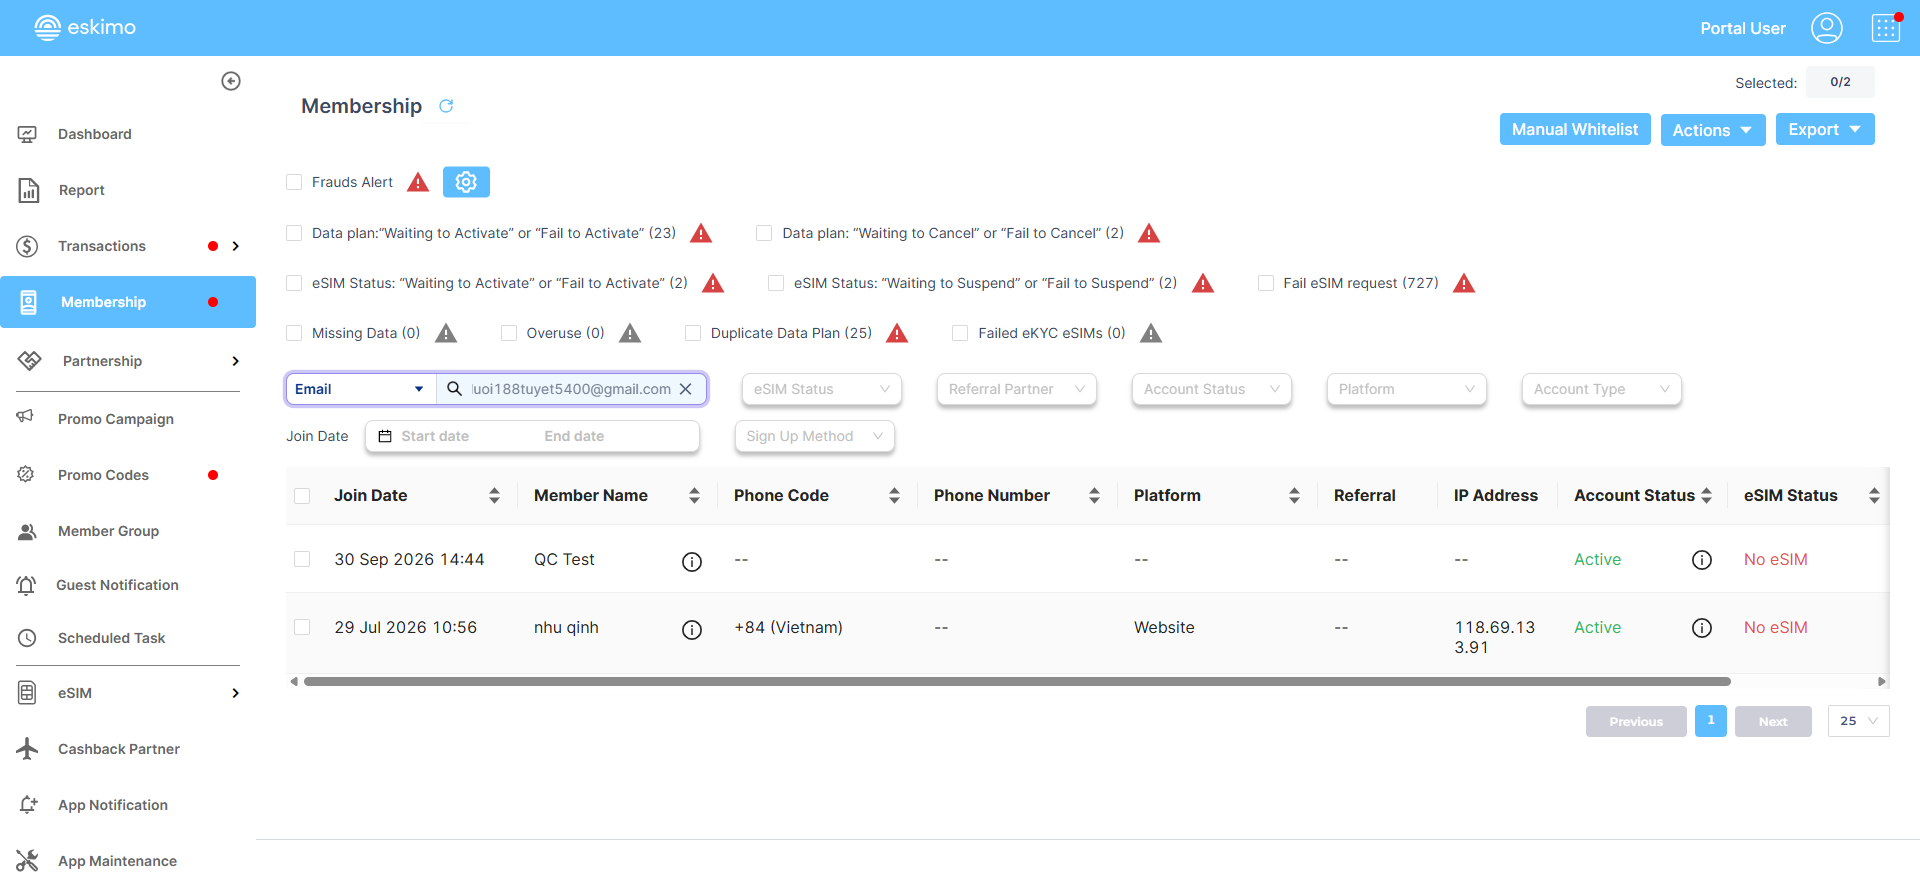 eskimo
Portal User
Selected: 0/2
Membership
Manual Whitelist Actions Export
Dashboard
Report
Transactions
Membership
Partnership
Promo Campaign
Promo Codes
Member Group
Guest Notification
Scheduled Task
eSIM
Cashback Partner
App Notification
App Maintenance
Frauds Alert
Data plan:“Waiting to Activate” or “Fail to Activate” (23) Data plan: “Waiting to Cancel” or “Fail to Cancel” (2)
eSIM Status: “Waiting to Activate” or “Fail to Activate” (2) eSIM Status: “Waiting to Suspend” or “Fail to Suspend” (2) Fail eSIM request (727)
Missing Data (0) Overuse (0) Duplicate Data Plan (25) Failed eKYC eSIMs (0)
Email uoi188tuyet5400@gmail.com eSIM Status Referral Partner Account Status Platform Account Type
Join Date Start date End date Sign Up Method
Join Date Member Name Phone Code Phone Number Platform Referral IP Address Account Status eSIM Status
30 Sep 2026 14:44 QC Test -- -- -- -- -- Active No eSIM
29 Jul 2026 10:56 nhu qinh +84 (Vietnam) -- Website -- 118.69.13 Active No eSIM
3.91
Previous 1 Next 25